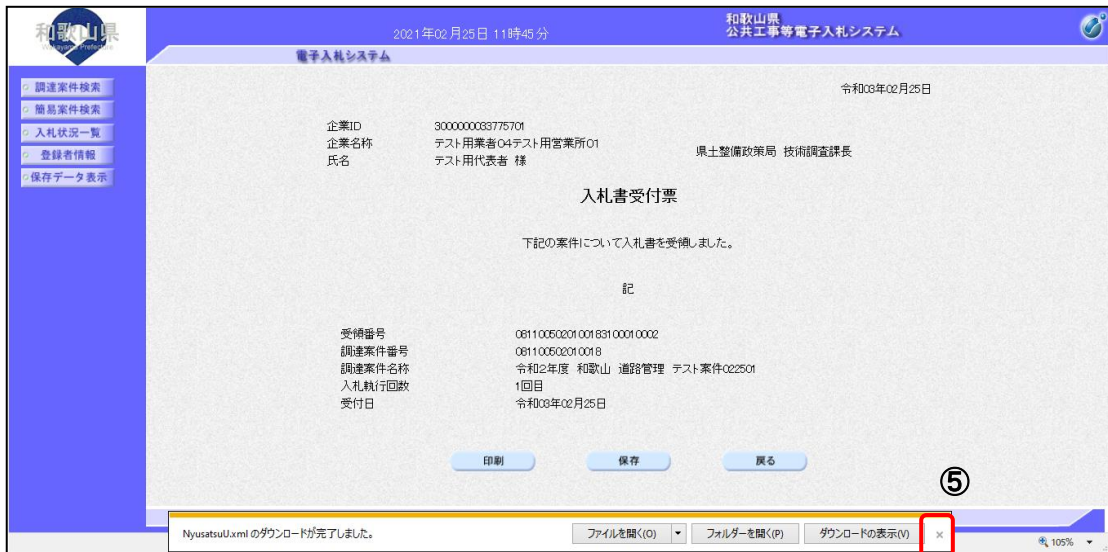 和歌山県
Wakayama Prefecture
2021年02月25日 11時45分
和歌山県
公共工事等電子入札システム
電子入札システム
調達案件検索
簡易案件検索
入札状況一覧
登録者情報
保存データ表示
令和03年02月25日
企業ID 3000000033775701
企業名称 テスト用業者04テスト用営業所01
氏名 テスト用代表者 様
県土整備政策局 技術調査課長
入札書受付票
下記の案件について入札書を受領しました。
記
受領番号 0811005020100183100010002
調達案件番号 081100502010018
調達案件名称 令和2年度 和歌山 道路管理 テスト案件022501
入札執行回数 1回目
受付日 令和03年02月25日
印刷 保存 戻る
⑤
NyusatsuU.xml のダウンロードが完了しました。 ファイルを開く(O) ▼ フォルダーを開く(P) ダウンロードの表示(V) ×
105% ▼